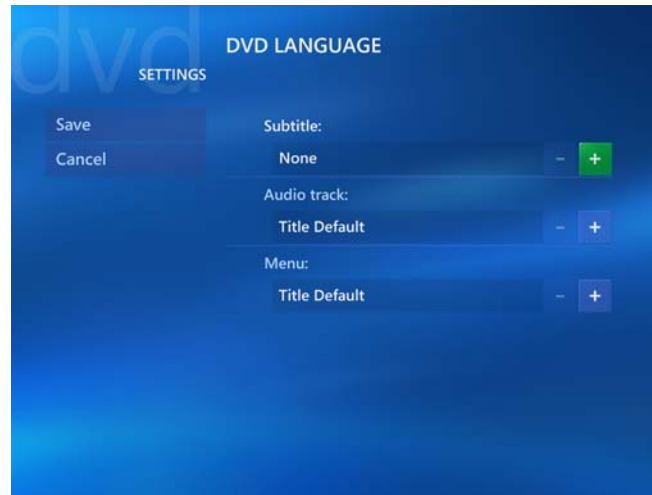 dvd
DVD LANGUAGE
SETTINGS
Save
Cancel
Subtitle:
None - +
Audio track:
Title Default - +
Menu:
Title Default - +